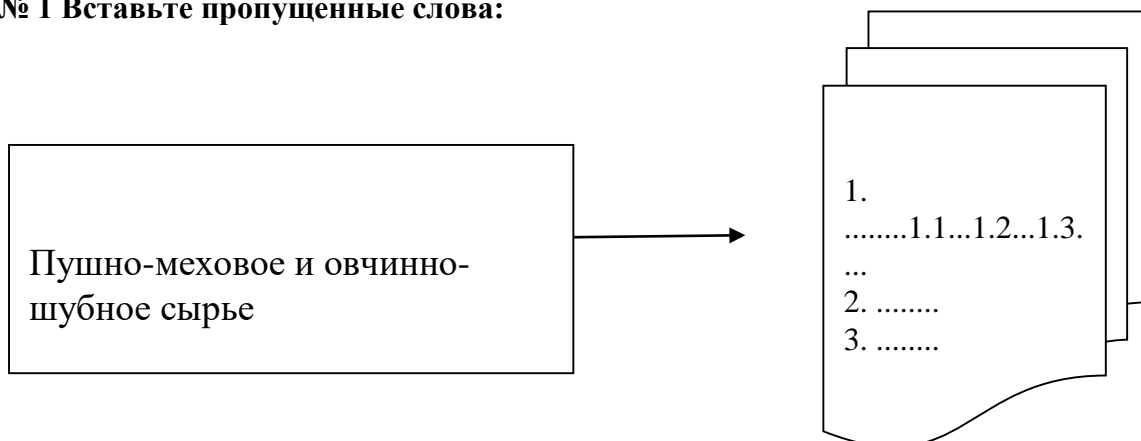 № 1 Вставьте пропущенные слова:
Пушно-меховое и овчинно-
шубное сырье
1.
........1.1...1.2...1.3.
...
2. ........
3. ........